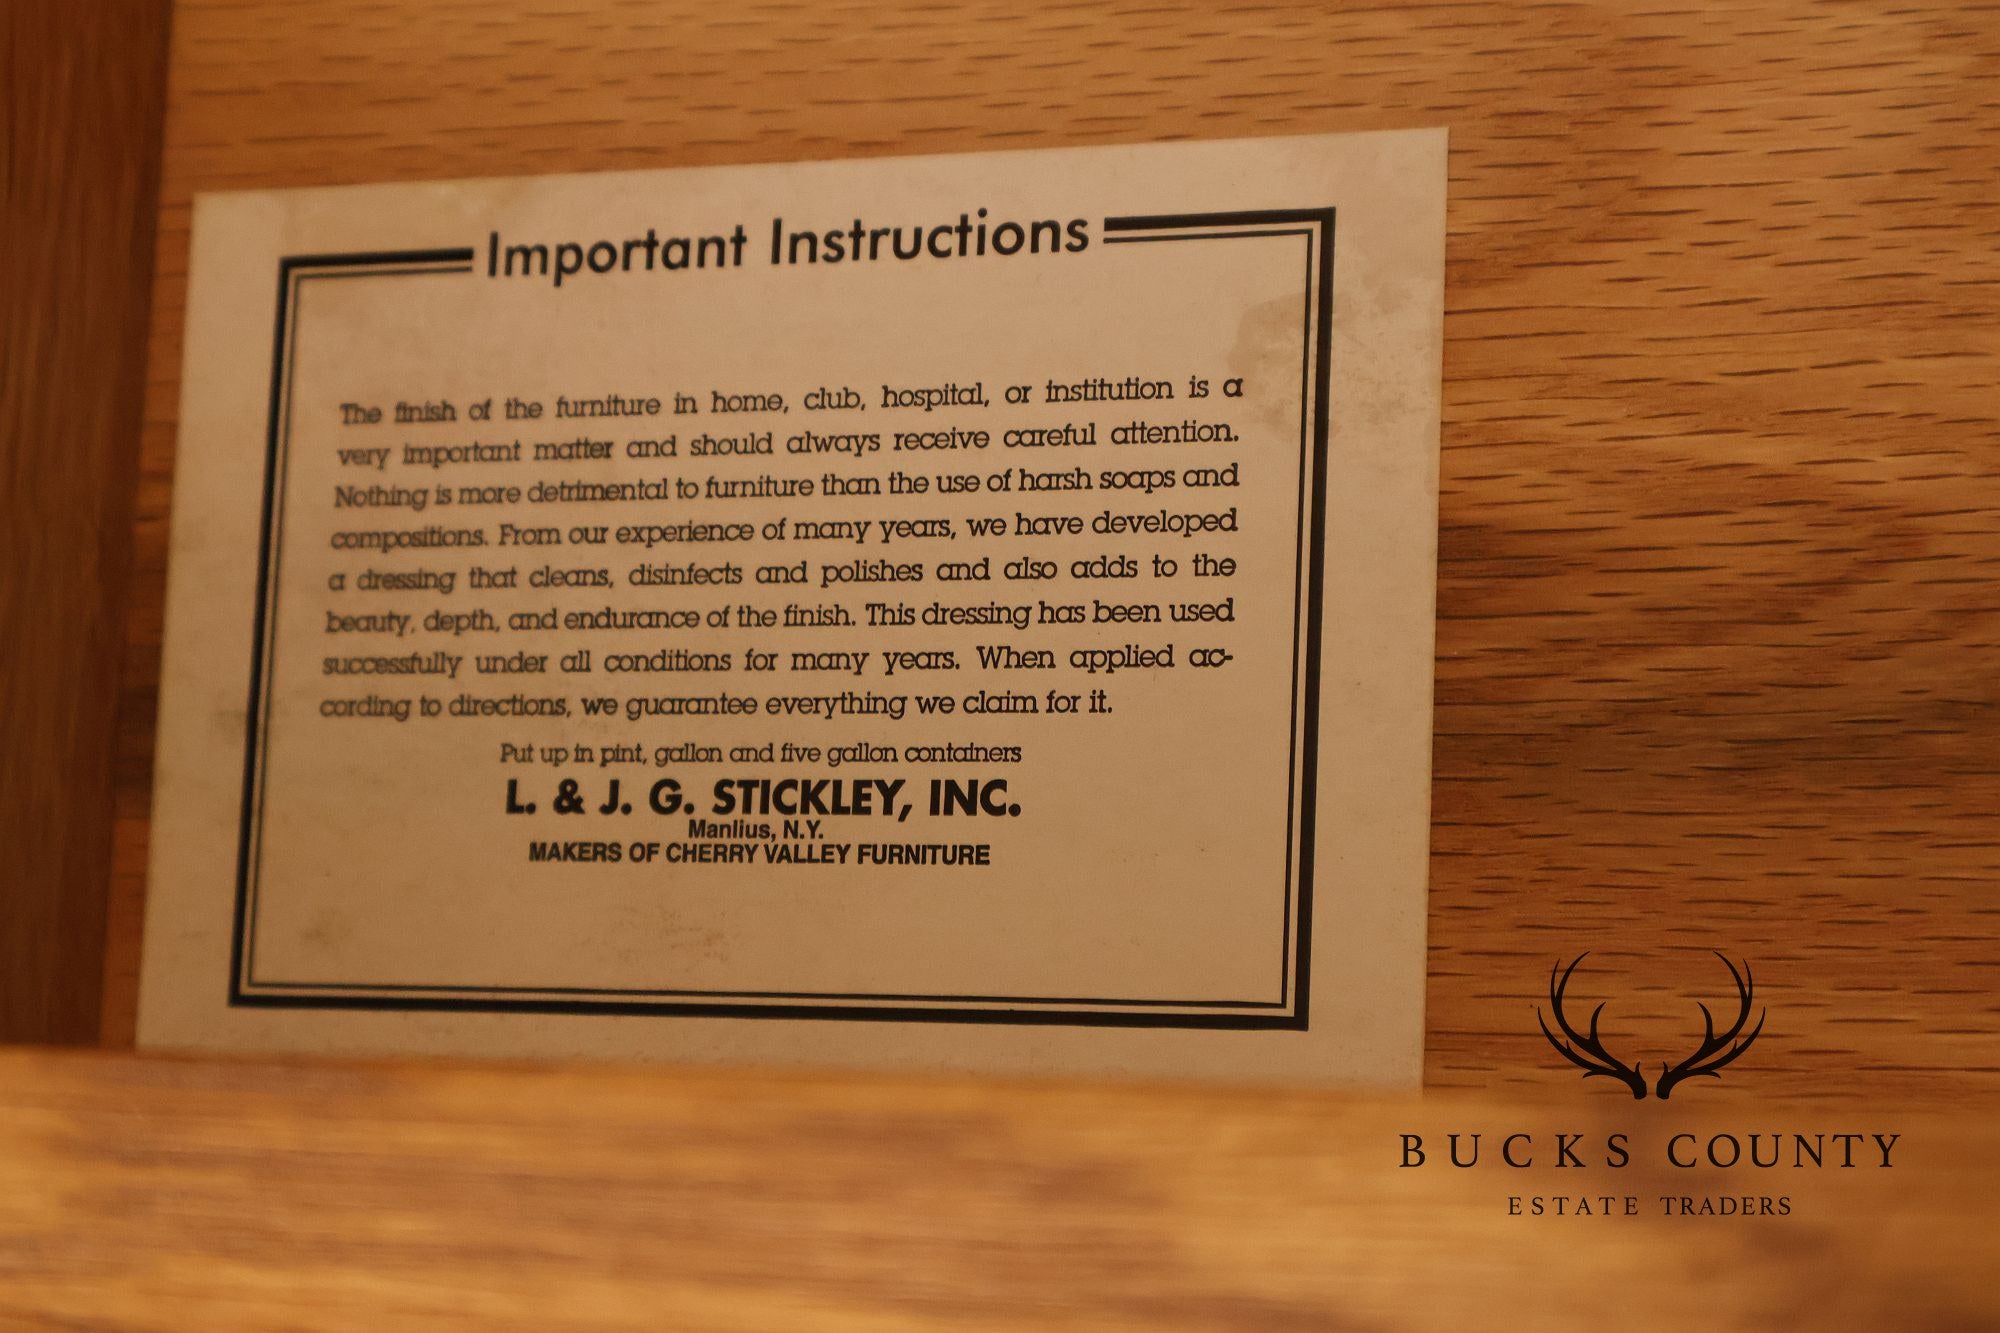 Important Instructions
The finish of the furniture in home, club, hospital, or institution is a
very important matter and should always receive careful attention.
Nothing is more detrimental to furniture than the use of harsh soaps and
compositions. From our experience of many years, we have developed
a dressing that cleans, disinfects and polishes and also adds to the
beauty, depth, and endurance of the finish. This dressing has been used
successfully under all conditions for many years. When applied ac-
cording to directions, we guarantee everything we claim for it.
Put up in pint, gallon and five gallon containers
L. & J. G. STICKLEY, INC.
Manlius, N.Y.
MAKERS OF CHERRY VALLEY FURNITURE
BUCKS COUNTY
ESTATE TRADERS